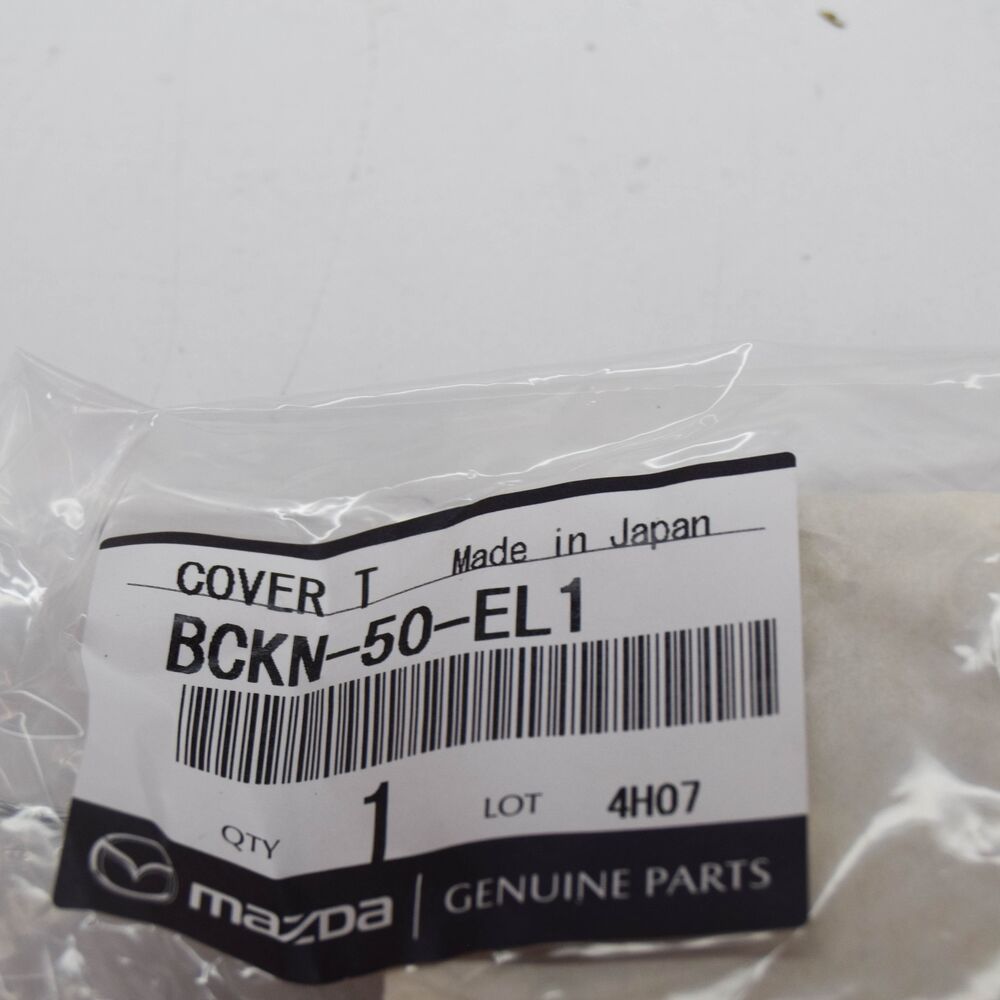 COVER T Made in Japan
BCKN-50-EL1
QTY 1 LOT 4H07
mazda | GENUINE PARTS